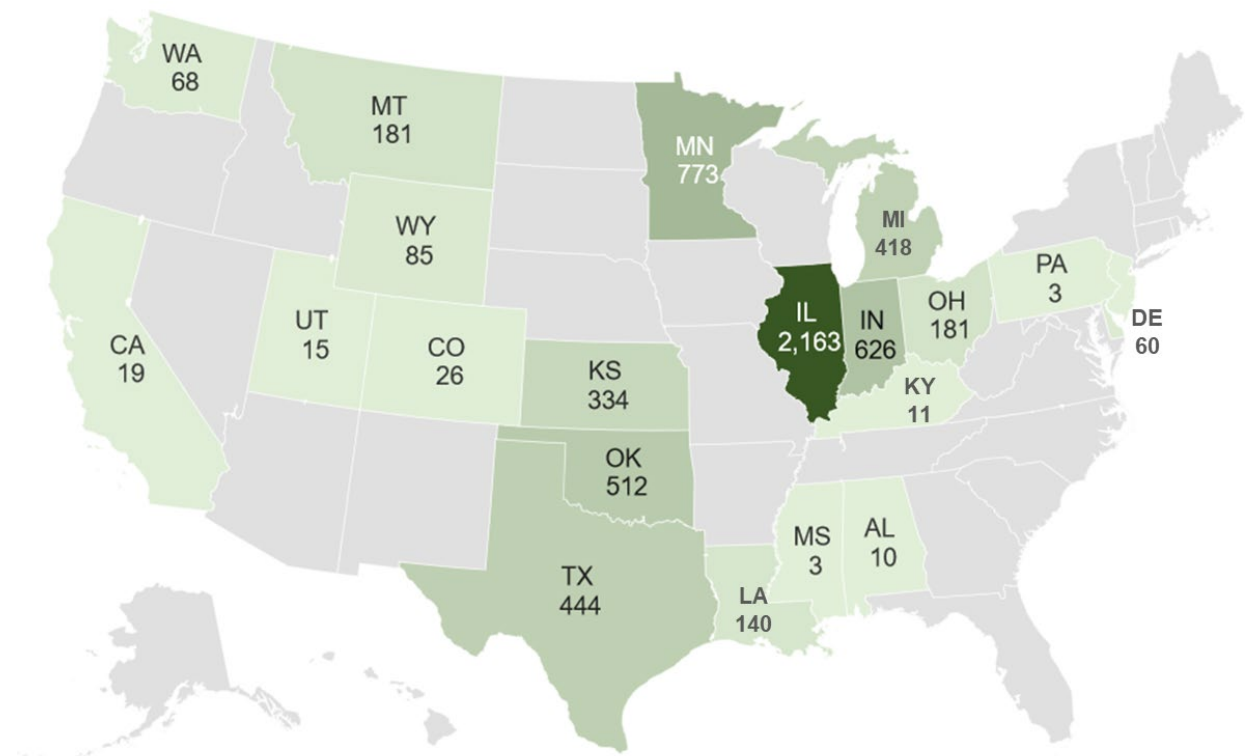 WA
68
MT
181
MN
773
WY
85
MI
418
PA
3
UT
15
CO
26
CA
19
KS
334
IL
2,163
IN
626
OH
181
DE
60
KY
11
OK
512
TX
444
LA
140
MS
3
AL
10